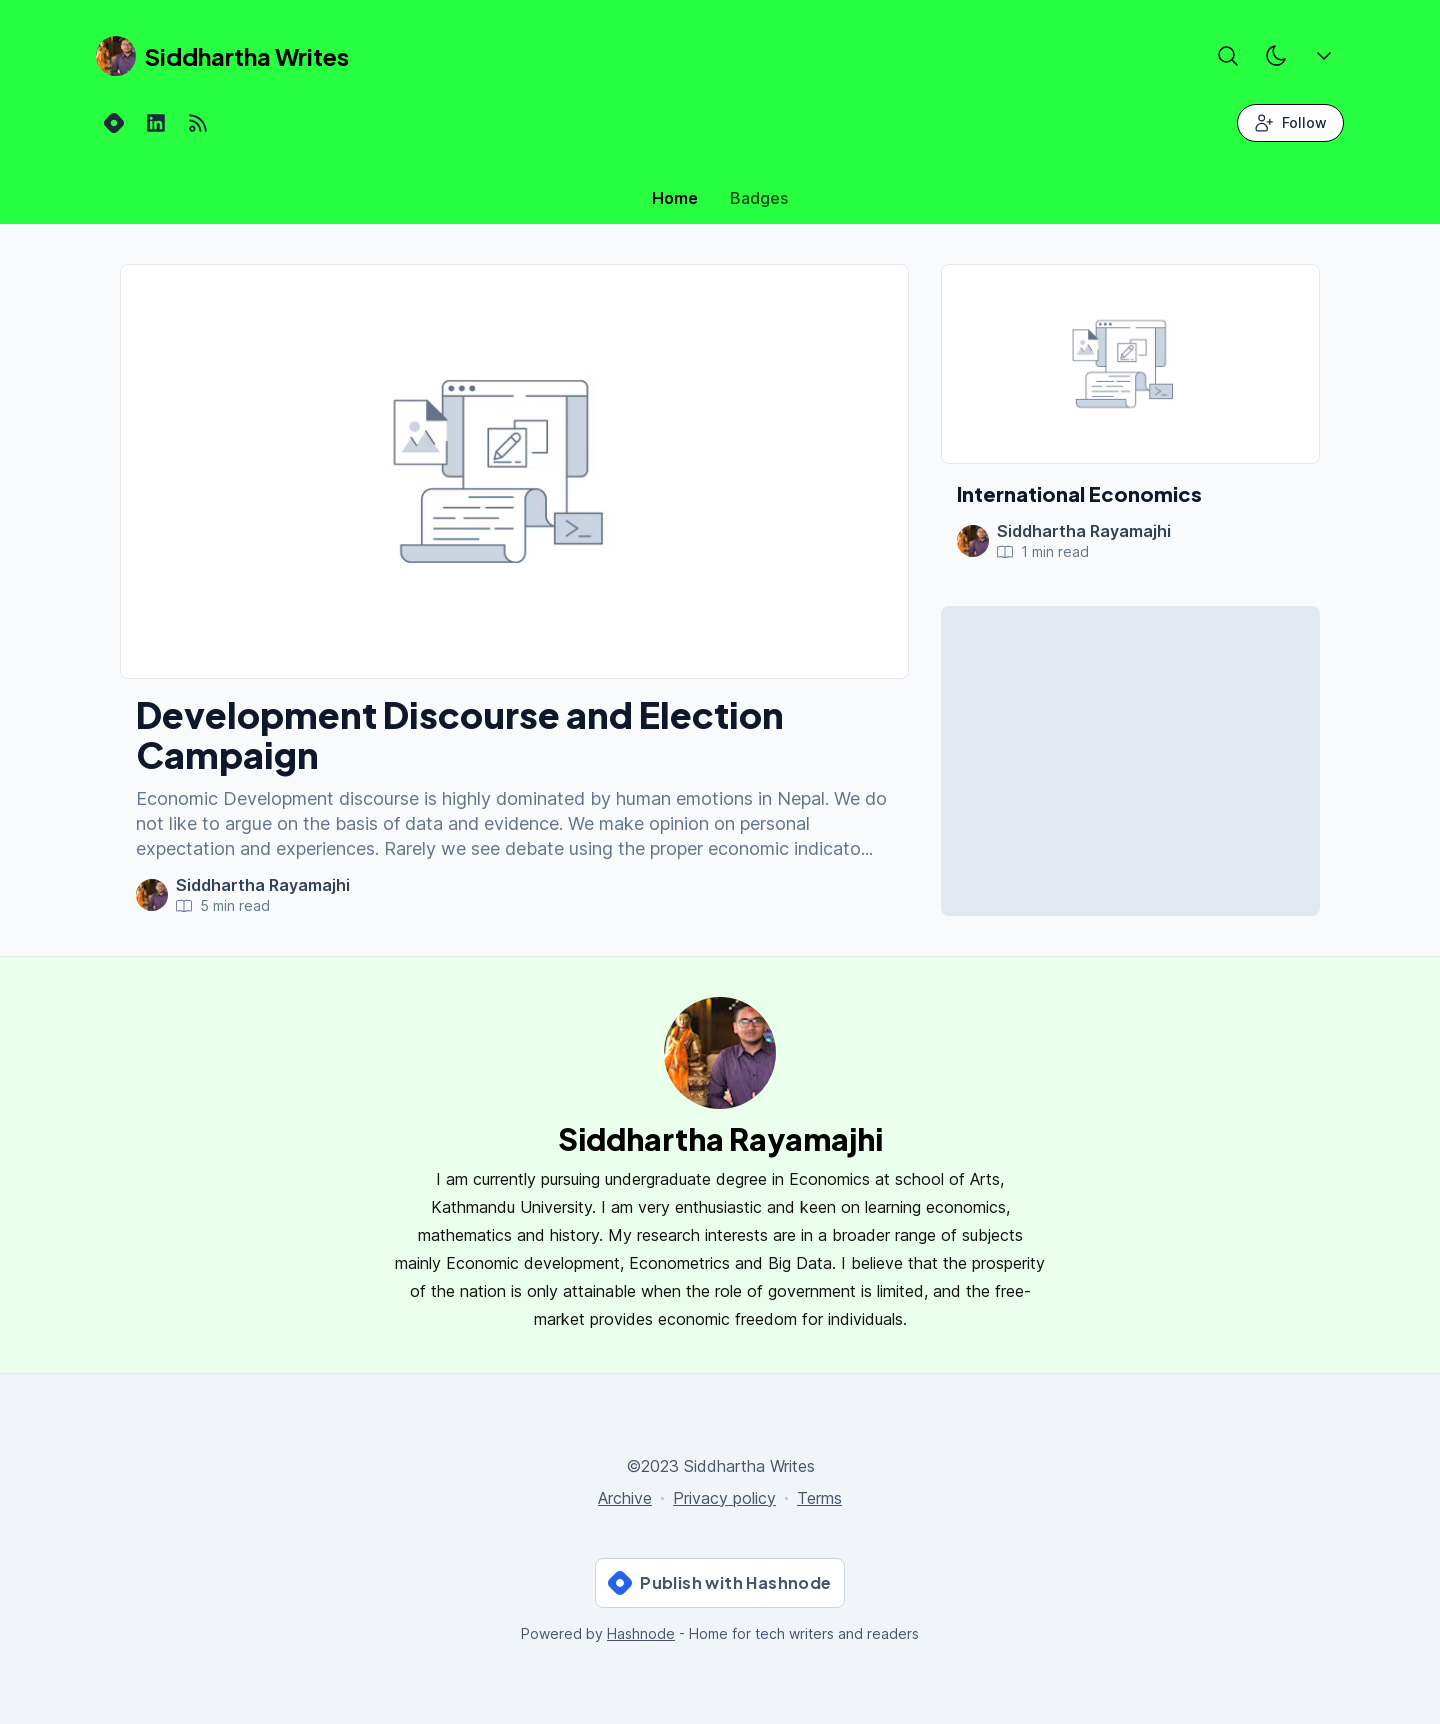 Siddhartha Writes
Follow
Home
Badges
Development Discourse and Election
Campaign
Economic Development discourse is highly dominated by human emotions in Nepal. We do
not like to argue on the basis of data and evidence. We make opinion on personal
expectation and experiences. Rarely we see debate using the proper economic indicato...
Siddhartha Rayamajhi
5 min read
International Economics
Siddhartha Rayamajhi
1 min read
Siddhartha Rayamajhi
I am currently pursuing undergraduate degree in Economics at school of Arts,
Kathmandu University. I am very enthusiastic and keen on learning economics,
mathematics and history. My research interests are in a broader range of subjects
mainly Economic development, Econometrics and Big Data. I believe that the prosperity
of the nation is only attainable when the role of government is limited, and the free-
market provides economic freedom for individuals.
©2023 Siddhartha Writes
Archive · Privacy policy · Terms
Publish with Hashnode
Powered by Hashnode - Home for tech writers and readers